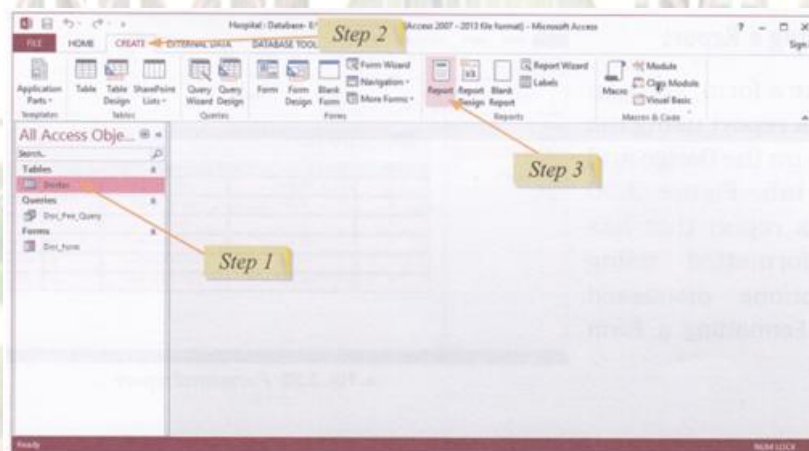 Hospital : Database- E:\ (Access 2007 - 2013 file format) - Microsoft Access
Sign
FILE HOME CREATE EXTERNAL DATA DATABASE TOOL
Step 2
Application Parts
Table
Table Design
SharePoint Lists
Query Wizard
Query Design
Form
Form Design
Blank Form
Form Wizard
Navigation
More Forms
Report
Report Design
Blank Report
Report Wizard
Labels
Macro
Module
Class Module
Visual Basic
Templates Tables Queries Forms Reports Macros & Code
All Access Obje...
Search...
Tables
Doctor
Queries
Doc_Fee_Query
Forms
Doc_form
Step 1
Step 3
Ready
NUM LOCK